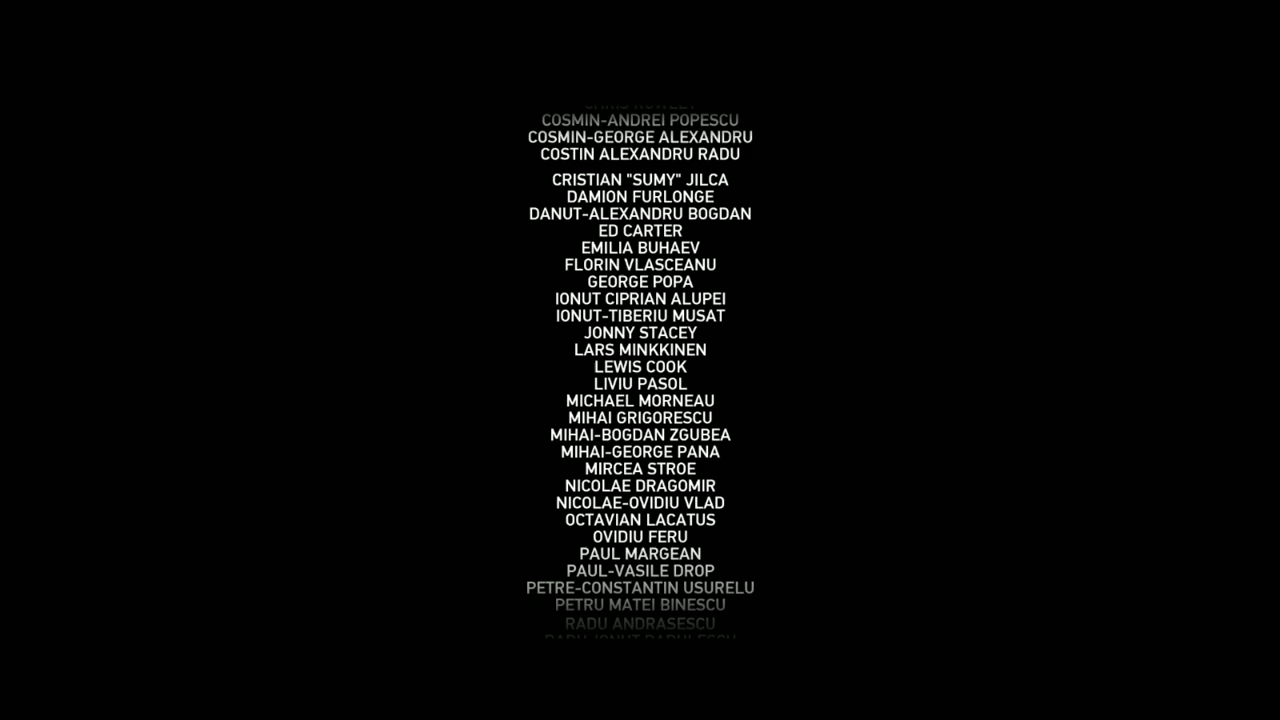 COSMIN-ANDREI POPESCU
COSMIN-GEORGE ALEXANDRU
COSTIN ALEXANDRU RADU
CRISTIAN "SUMY" JILCA
DAMION FURLONGE
DANUT-ALEXANDRU BOGDAN
ED CARTER
EMILIA BUHAEV
FLORIN VLASCEANU
GEORGE POPA
IONUT CIPRIAN ALUPEI
IONUT-TIBERIU MUSAT
JONNY STACEY
LARS MINKKINEN
LEWIS COOK
LIVIU PASOL
MICHAEL MORNEAU
MIHAI GRIGORESCU
MIHAI-BOGDAN ZGUBEA
MIHAI-GEORGE PANA
MIRCEA STROE
NICOLAE DRAGOMIR
NICOLAE-OVIDIU VLAD
OCTAVIAN LACATUS
OVIDIU FERU
PAUL MARGEAN
PAUL-VASILE DROP
PETRE-CONSTANTIN USURELU
PETRU MATEI BINESCU
RADU ANDRASESCU
RADU IONUT RADULESCU